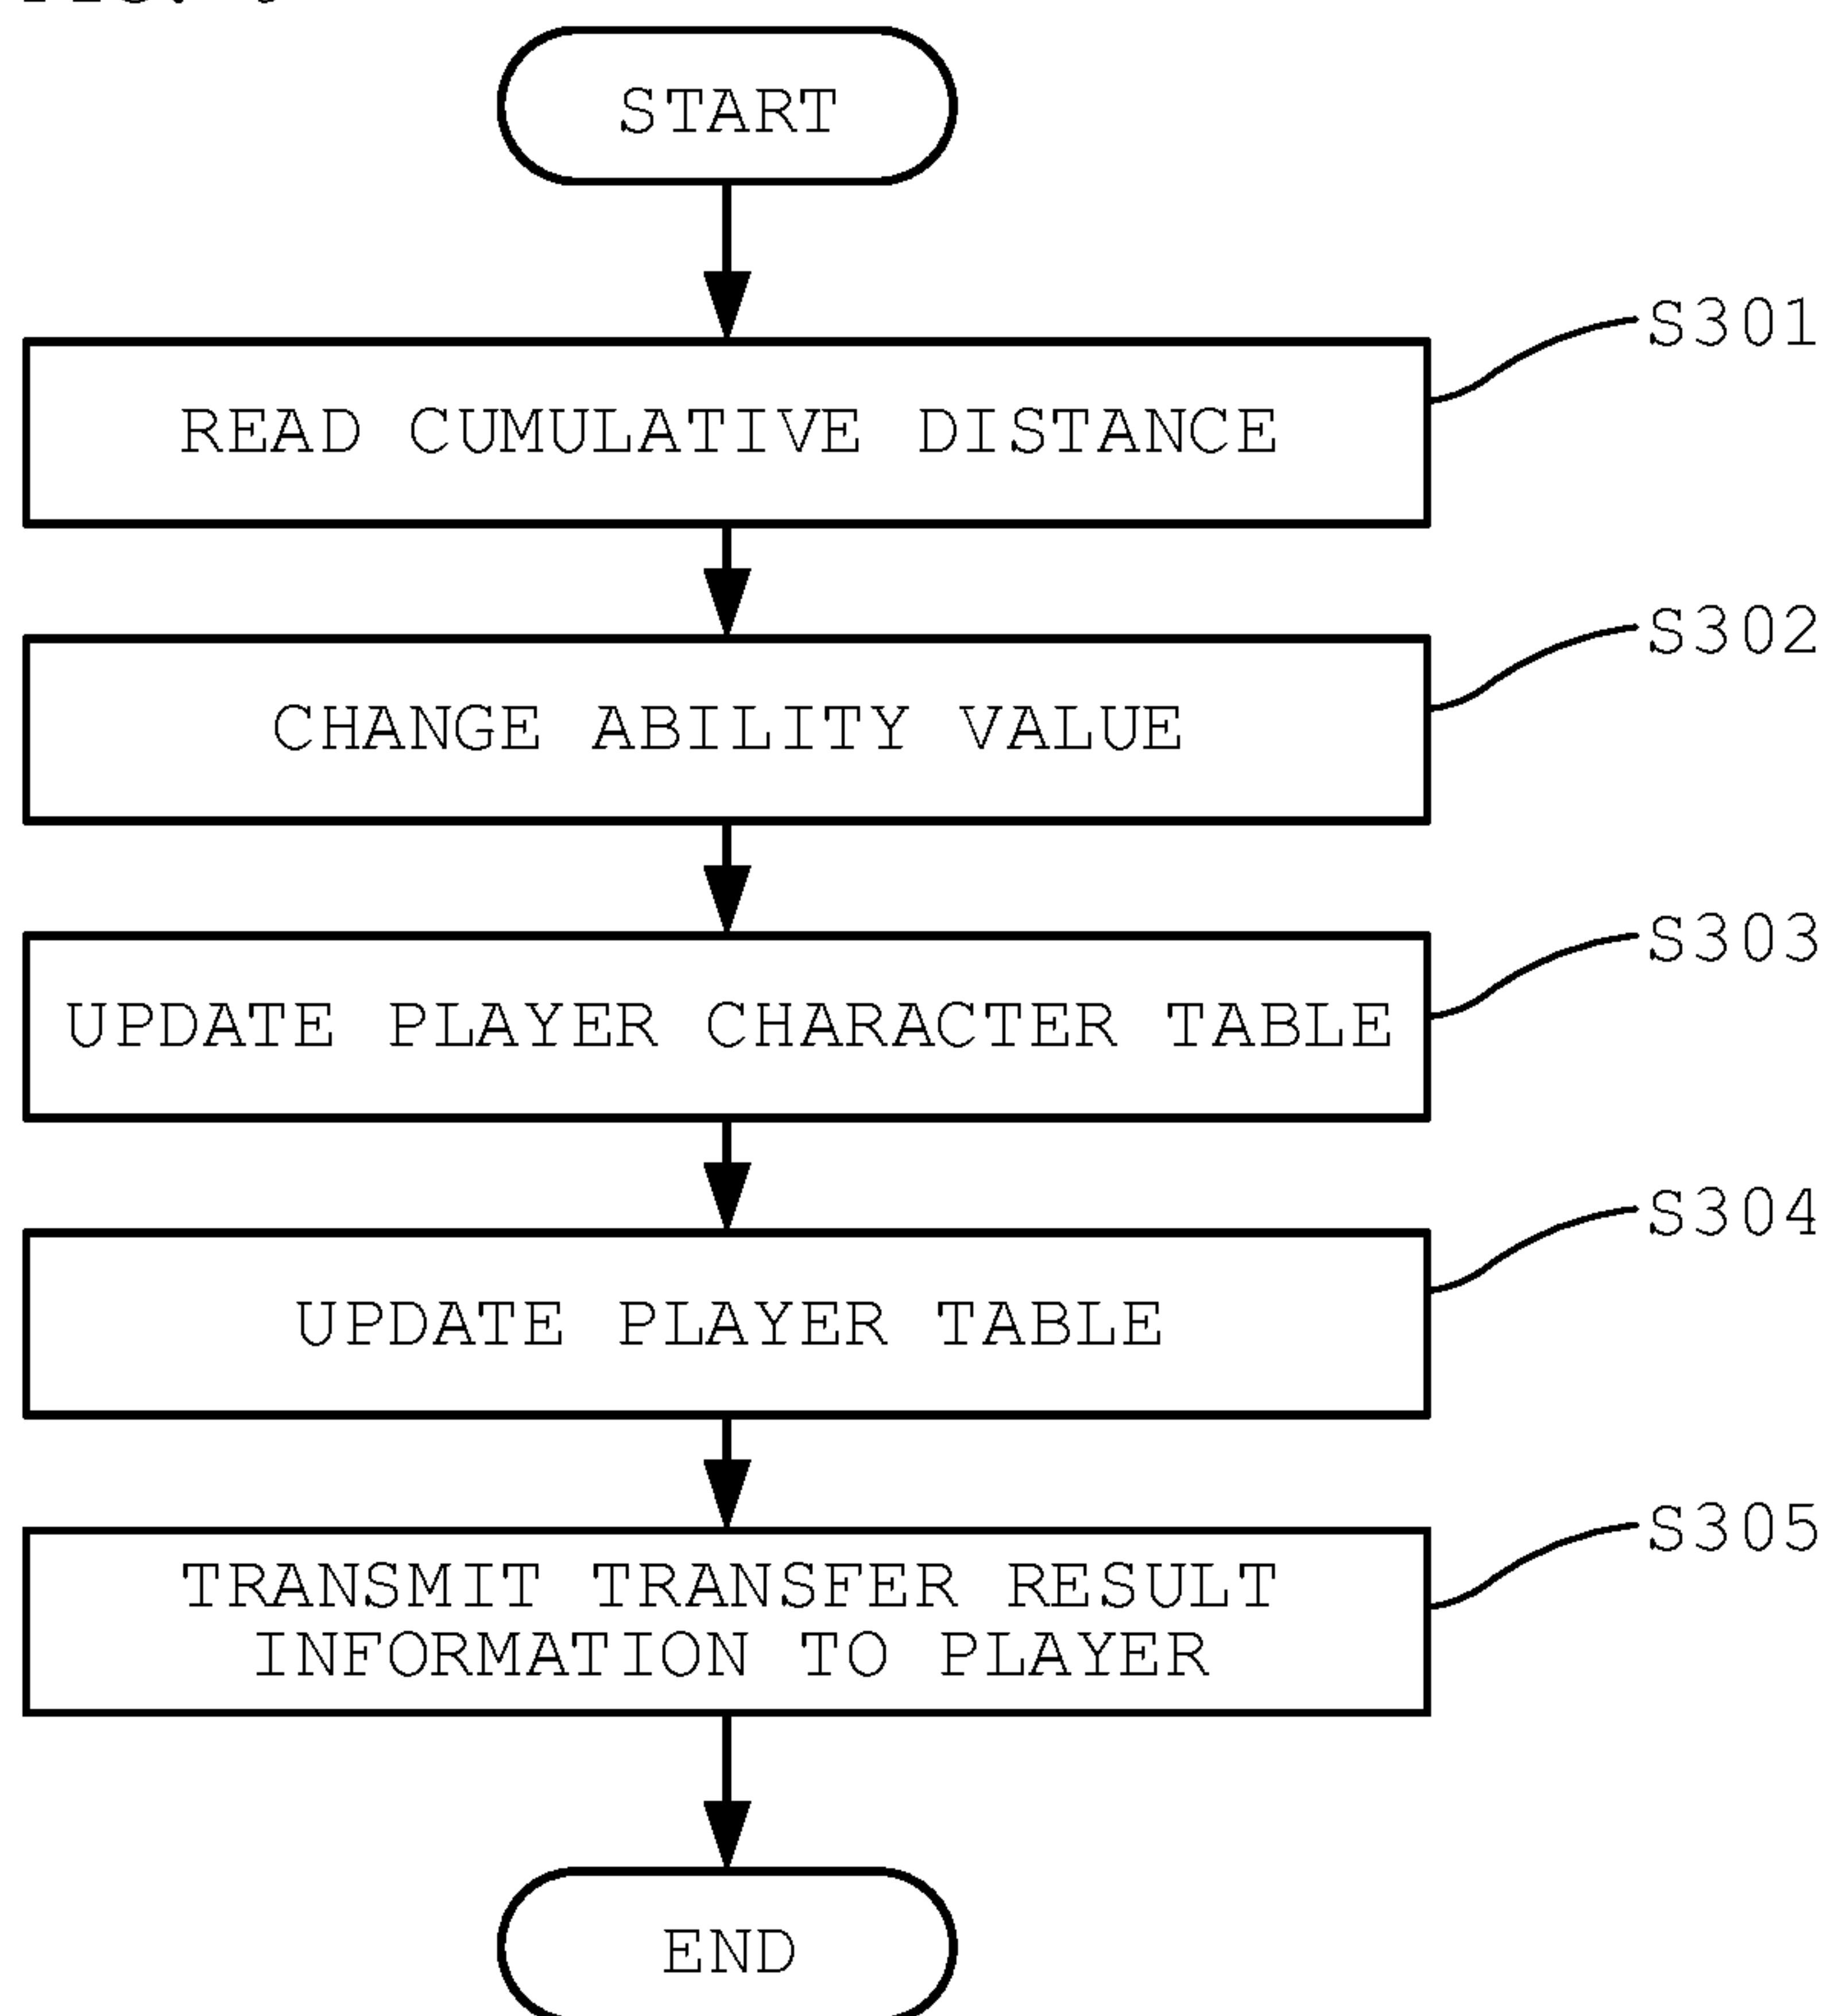 START
S301
READ CUMULATIVE DISTANCE
S302
CHANGE ABILITY VALUE
S303
UPDATE PLAYER CHARACTER TABLE
S304
UPDATE PLAYER TABLE
S305
TRANSMIT TRANSFER RESULT
INFORMATION TO PLAYER
END